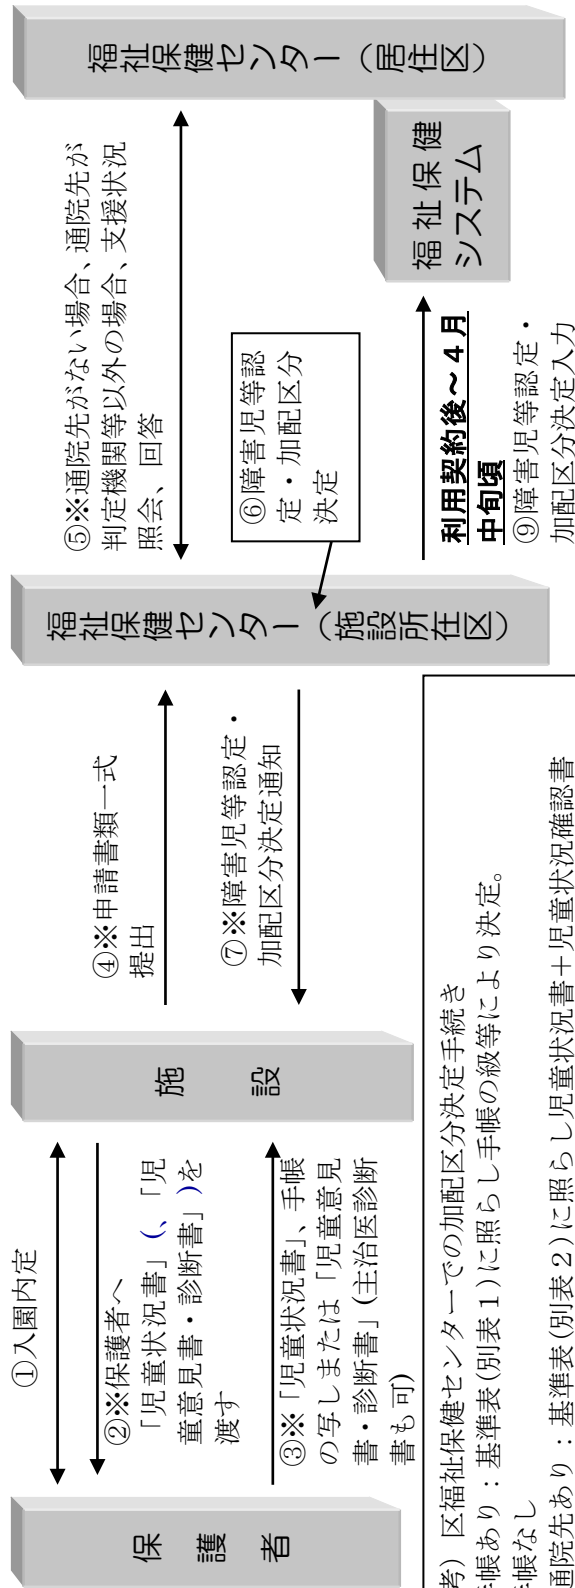 保護者
①入園内定
②※保護者へ
「児童状況書」(、「児
童意見書・診断書」)を
渡す
③※「児童状況書」、手帳
の写しまたは「児童意見
書・診断書」(主治医診断
書も可)
施設
④※申請書類一式
提出
⑦※障害児等認定・
加配区分決定通知
福祉保健センター（施設所在区）
⑤※通院先がない場合、通院先が
判定機関等以外の場合、支援状況
照会、回答
⑥障害児等認
定・加配区分
決定
利用契約後～４月
中旬頃
⑨障害児等認定・
加配区分決定入力
福祉保健センター（居住区）
福祉保健
システム
考）区福祉保健センターでの加配区分決定手続き
帳あり：基準表(別表１)に照らし手帳の級等により決定。
帳なし
通院先あり：基準表(別表２)に照らし児童状況書＋児童状況確認書